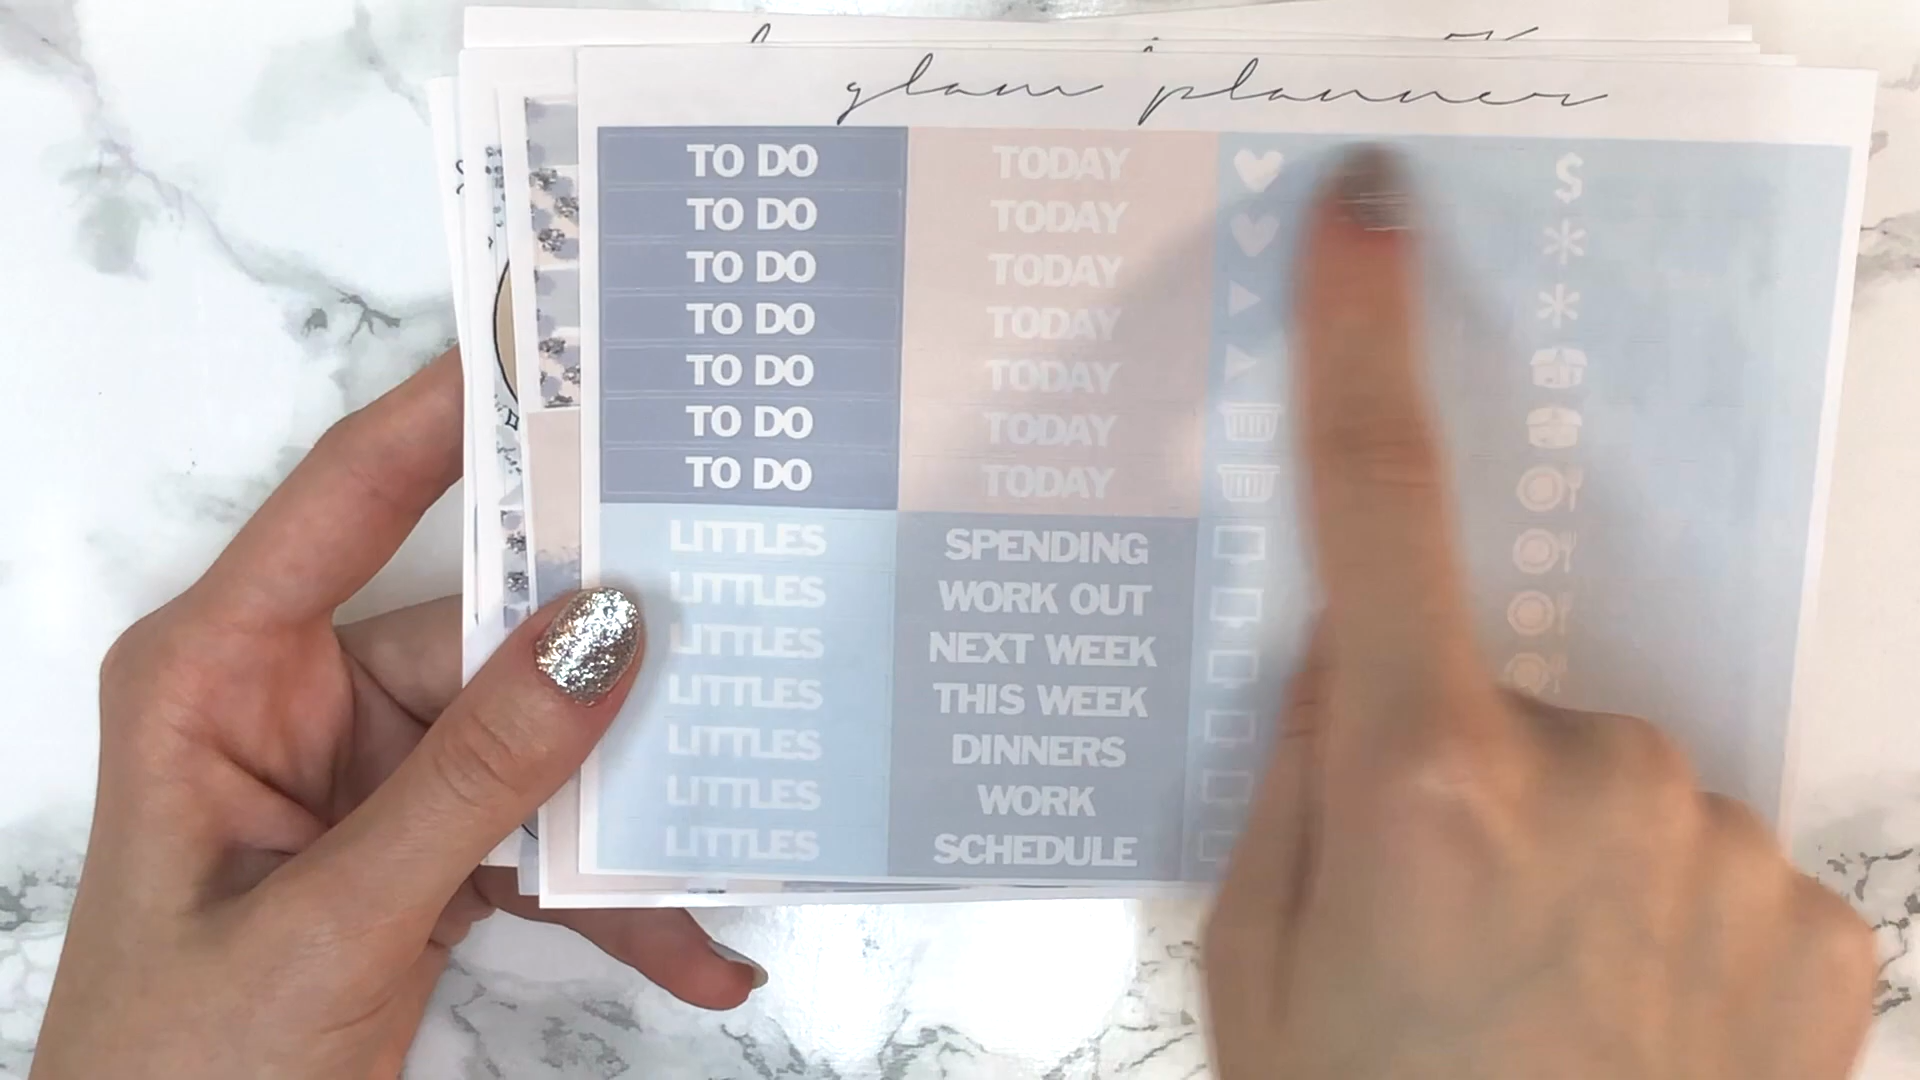 glam planner
TO DO
TO DO
TO DO
TO DO
TO DO
TO DO
TO DO
TODAY
TODAY
TODAY
TODAY
TODAY
TODAY
TODAY
$
LITTLES
LITTLES
LITTLES
LITTLES
LITTLES
LITTLES
LITTLES
SPENDING
WORK OUT
NEXT WEEK
THIS WEEK
DINNERS
WORK
SCHEDULE